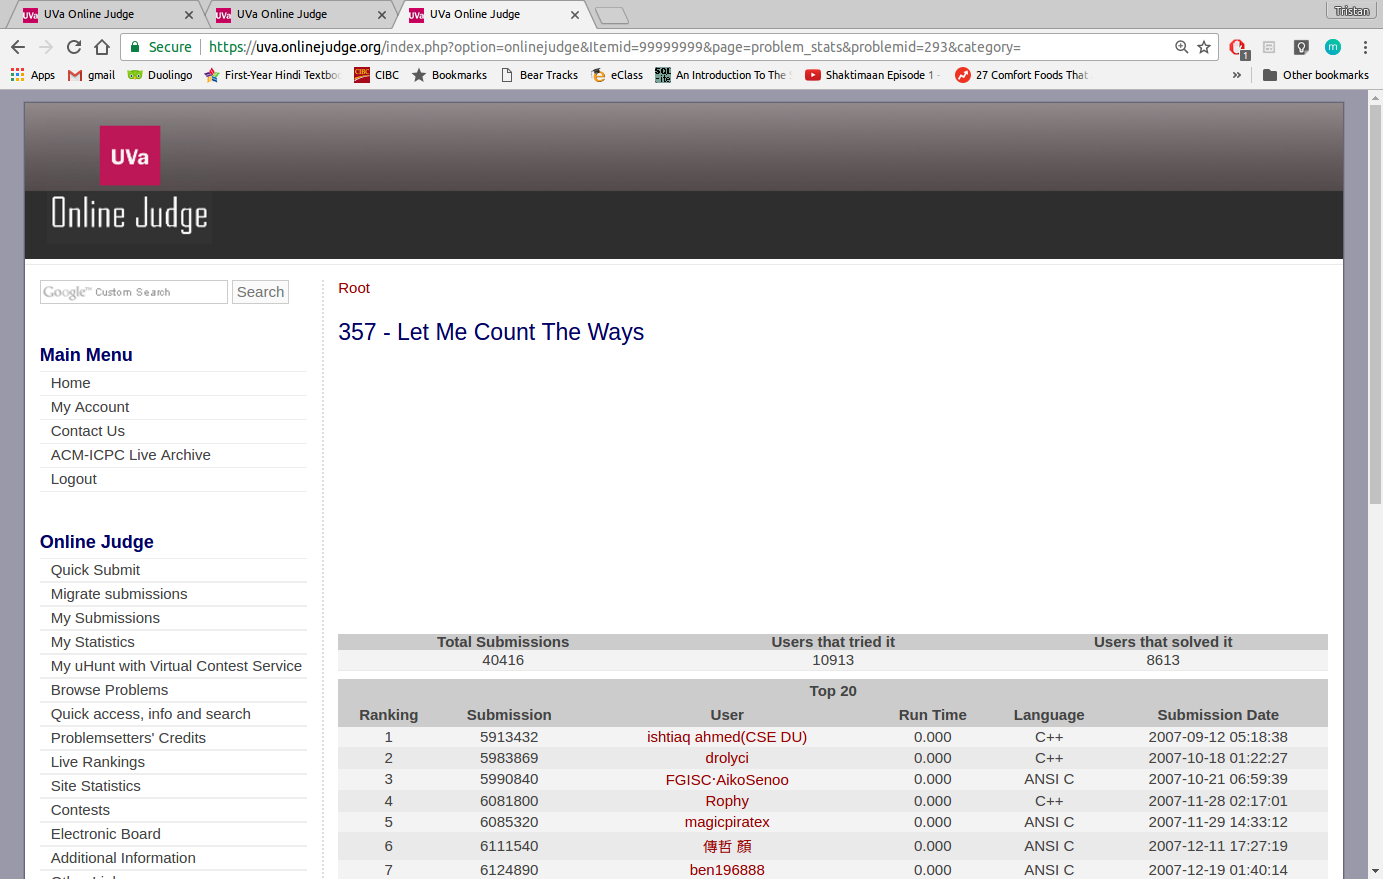 UVa Online Judge
UVa Online Judge
UVa Online Judge
Tristan
Secure https://uva.onlinejudge.org/index.php?option=onlinejudge&Itemid=99999999&page=problem_stats&problemid=293&category=
1
m
Apps gmail Duolingo First-Year Hindi Textbo CIBC Bookmarks Bear Tracks eClass An Introduction To The Shaktimaan Episode 1 - 27 Comfort Foods That » Other bookmarks
UVa
Online Judge
Google™ Custom Search Search
Root
357 - Let Me Count The Ways
Main Menu
Home
My Account
Contact Us
ACM-ICPC Live Archive
Logout
Online Judge
Quick Submit
Migrate submissions
My Submissions
My Statistics
My uHunt with Virtual Contest Service
Browse Problems
Quick access, info and search
Problemsetters' Credits
Live Rankings
Site Statistics
Contests
Electronic Board
Additional Information
Total Submissions Users that tried it Users that solved it
40416 10913 8613
Top 20
Ranking Submission User Run Time Language Submission Date
1 5913432 ishtiaq ahmed(CSE DU) 0.000 C++ 2007-09-12 05:18:38
2 5983869 drolyci 0.000 C++ 2007-10-18 01:22:27
3 5990840 FGISC‧AikoSenoo 0.000 ANSI C 2007-10-21 06:59:39
4 6081800 Rophy 0.000 C++ 2007-11-28 02:17:01
5 6085320 magicpiratex 0.000 ANSI C 2007-11-29 14:33:12
6 6111540 傳哲 顏 0.000 ANSI C 2007-12-11 17:27:19
7 6124890 ben196888 0.000 ANSI C 2007-12-19 01:40:14